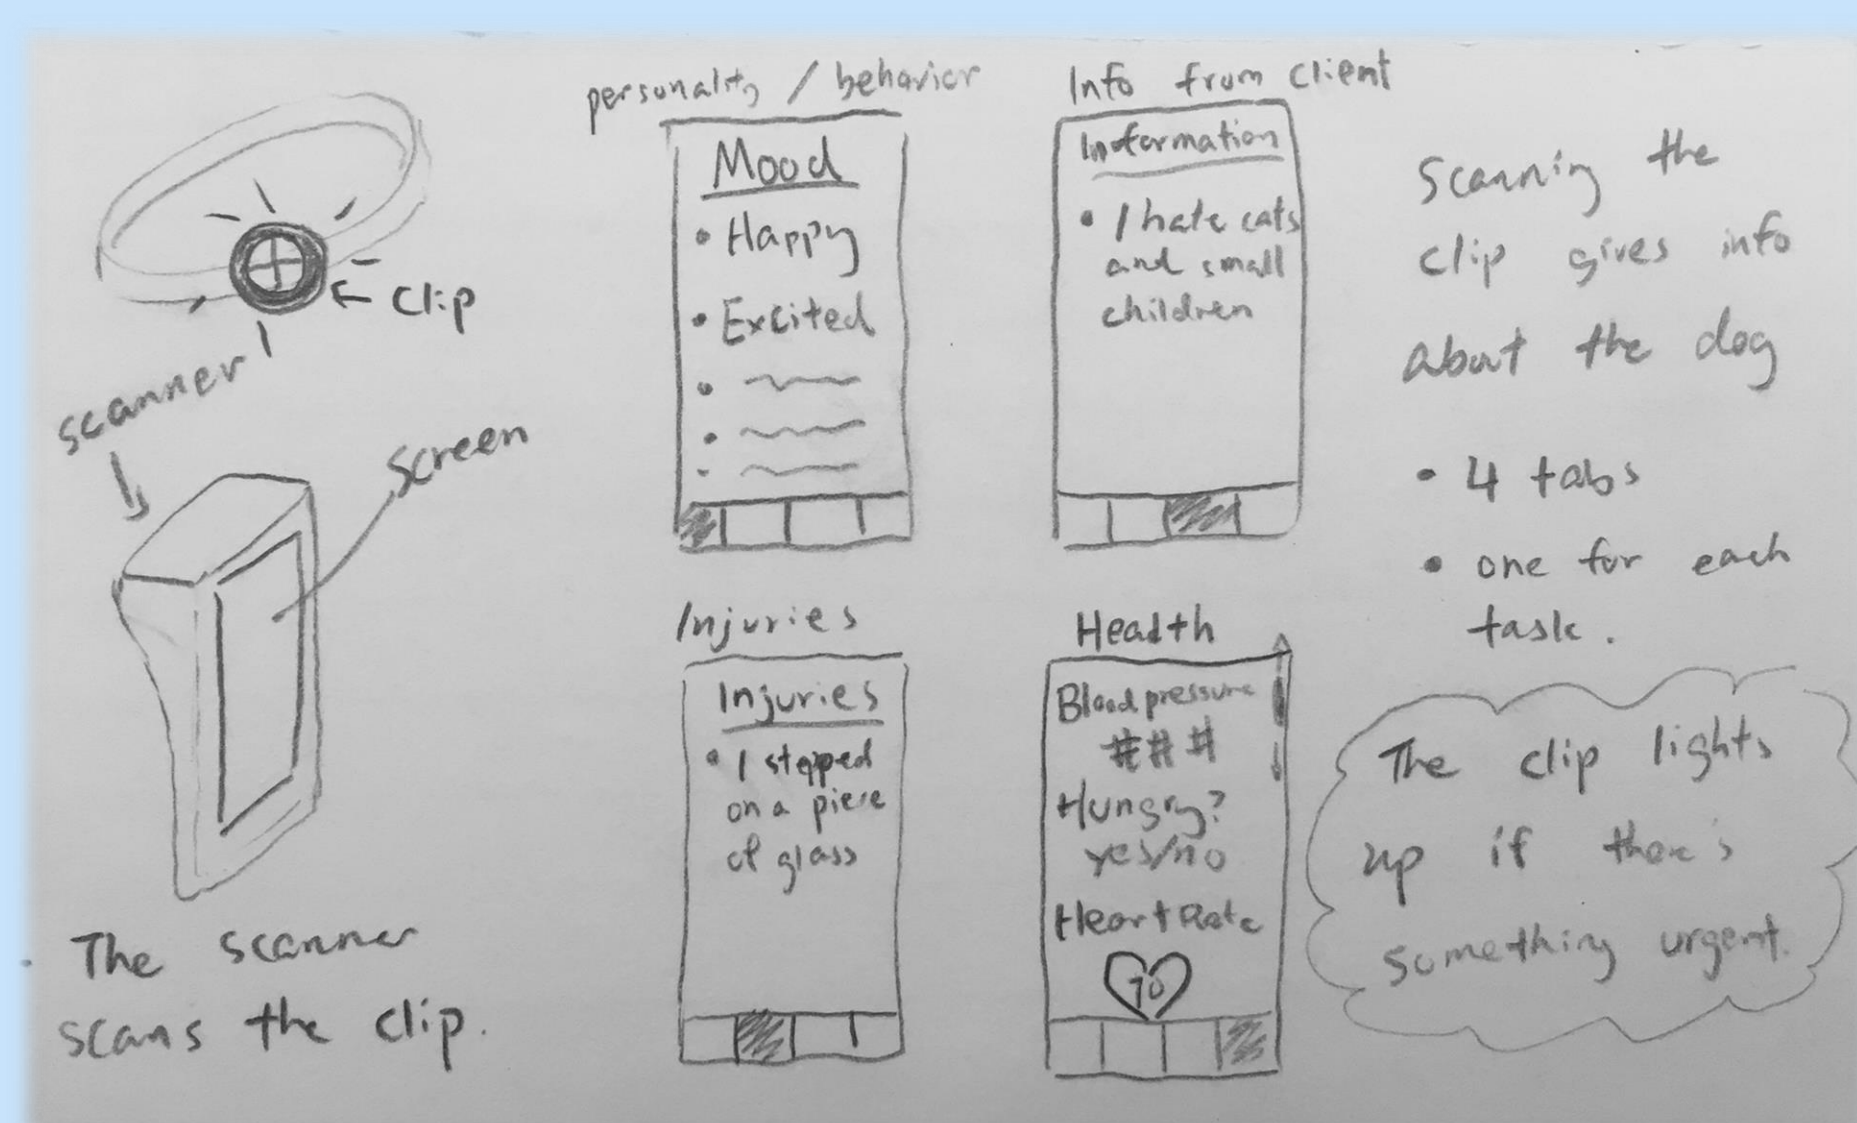 ← Clip
scanner
screen
The scanner
scans the clip.
personality / behavior
Mood
• Happy
• Excited
Info from client
Information
• I hate cats
and small
children
Injuries
Injuries
• I stepped
on a piece
of glass
Health
Blood pressure
###
Hungry?
yes/no
Heart Rate
70
Scanning the
clip gives info
about the dog
• 4 tabs
• one for each
task.
The clip lights
up if there's
something urgent.